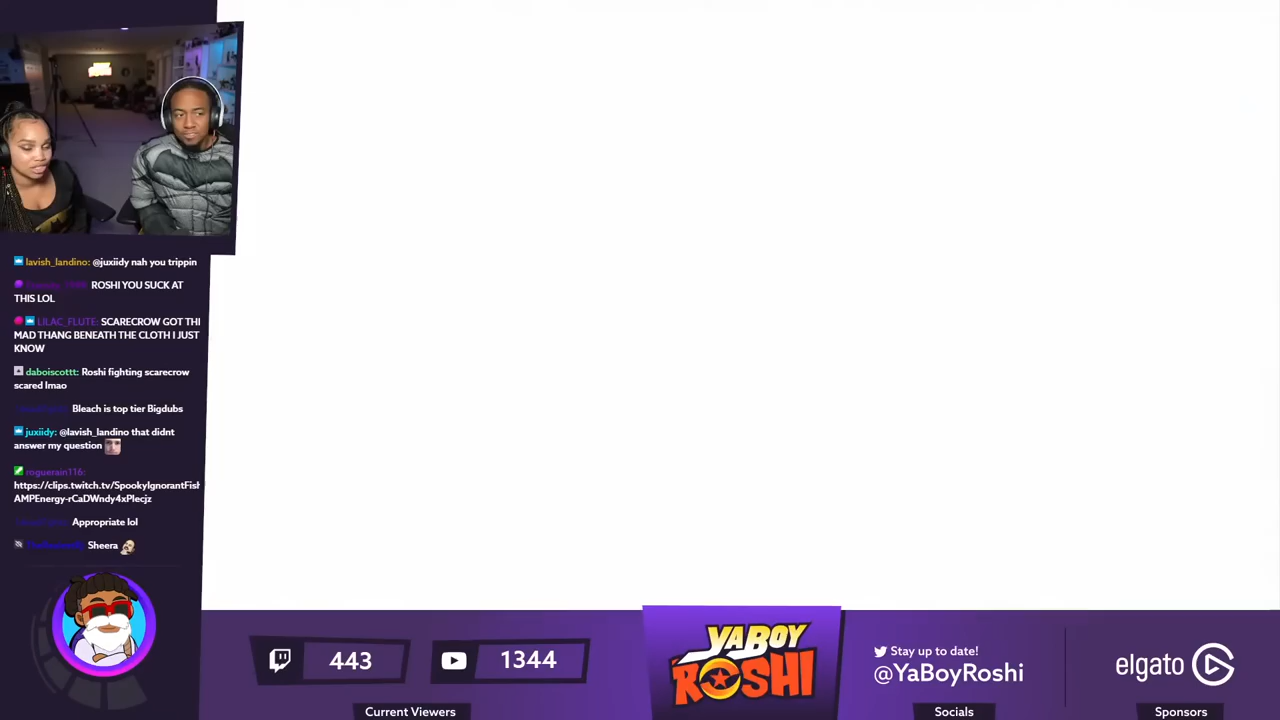 lavish_landino: @juxiidy nah you trippin
ROSHI YOU SUCK AT
THIS LOL
LILAC_FLUTE: SCARECROW GOT THI
MAD THANG BENEATH THE CLOTH I JUST
KNOW
daboiscottt: Roshi fighting scarecrow
scared lmao
Bleach is top tier Bigdubs
juxiidy: @lavish_landino that didnt
answer my question
roguerain116:
https://clips.twitch.tv/SpookyIgnorantFish
AMPEnergy-rCaDWndy4xPlecjz
Appropriate lol
Sheera
443
1344
Current Viewers
YABOY
ROSHI
Stay up to date!
@YaBoyRoshi
Socials
elgato
Sponsors